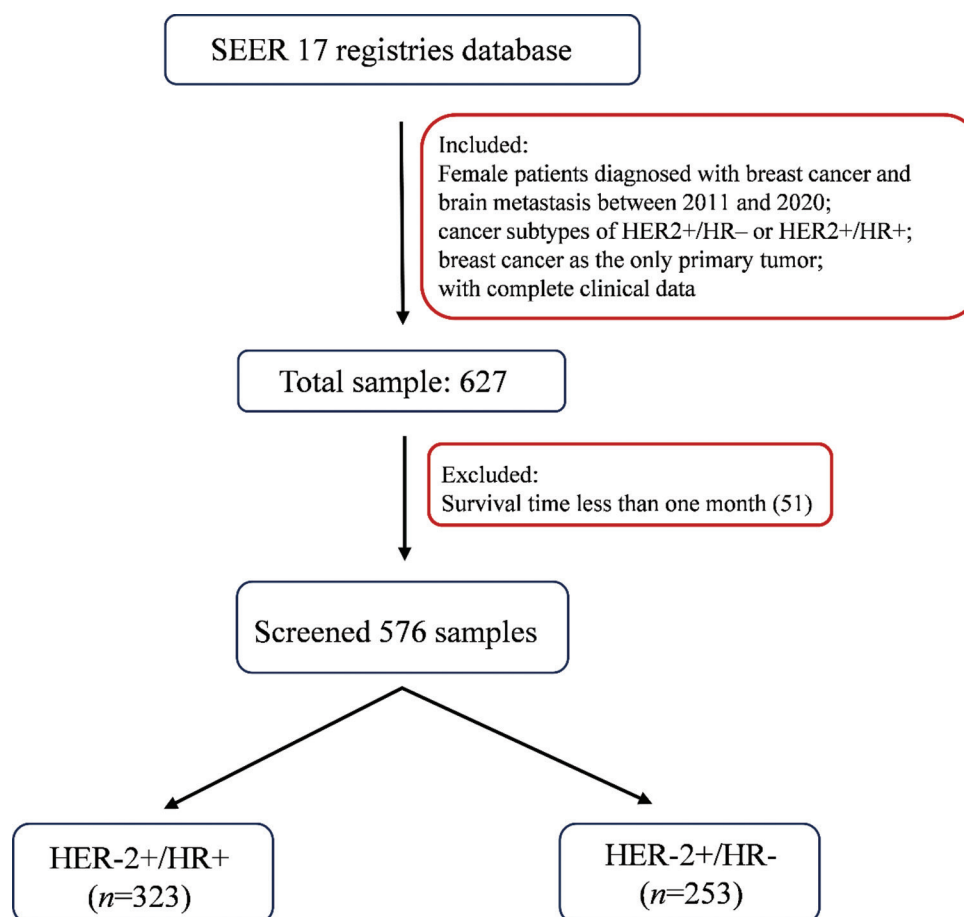 SEER 17 registries database
Included:
Female patients diagnosed with breast cancer and
brain metastasis between 2011 and 2020;
cancer subtypes of HER2+/HR– or HER2+/HR+;
breast cancer as the only primary tumor;
with complete clinical data
Total sample: 627
Excluded:
Survival time less than one month (51)
Screened 576 samples
HER-2+/HR+
(n=323)
HER-2+/HR-
(n=253)